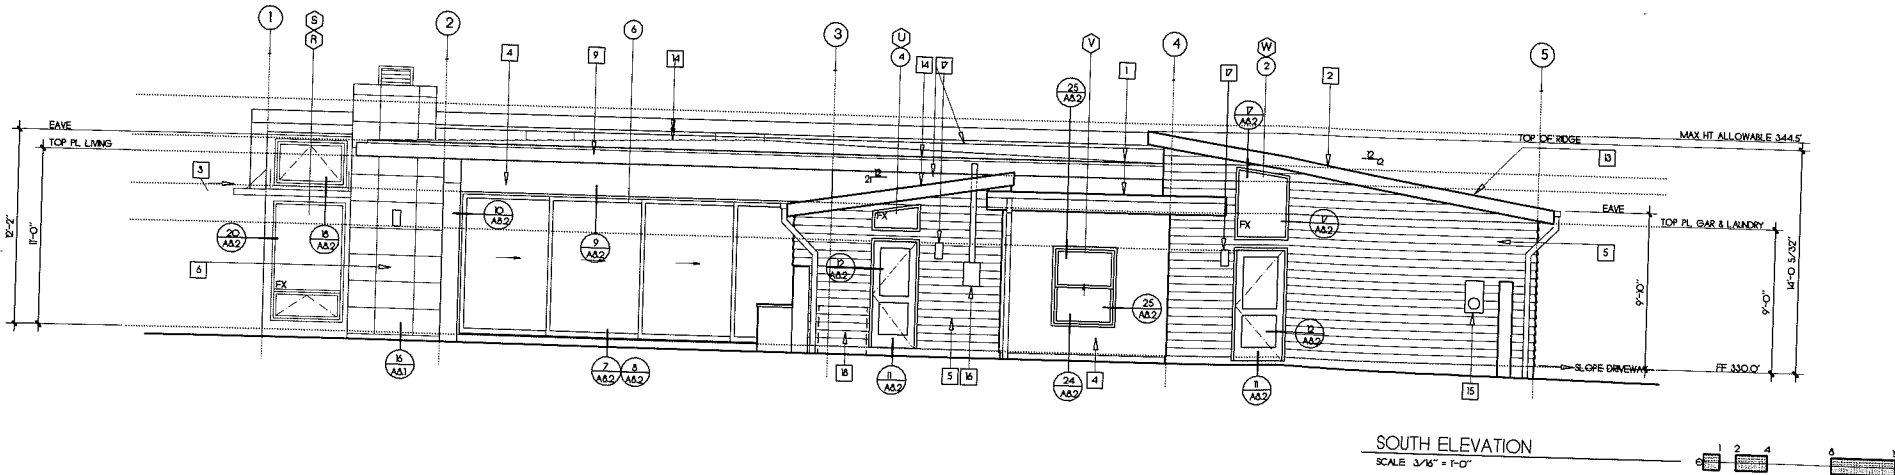 1
S
R
2
6
3
U
4
V
4
W
2
5
4
9
14
14
17
1
17
2
25
A8.2
17
A8.2
EAVE
TOP PL LIVING
TOP OF RIDGE
MAX HT ALLOWABLE 344.5'
12
2
13
3
12
EAVE
TOP PL GAR & LAUNDRY
10
A8.2
FX
FX
17
A8.2
20
A8.2
18
A8.2
9
A8.2
12
A8.2
5
6
FX
25
A8.2
12
A8.2
12'-2"
11'-0"
9'-10"
9'-0"
14'-0 5/32"
16
A8.1
7
A8.2
8
A8.2
18
11
A8.2
5
16
24
A8.2
4
11
A8.2
15
SLOPE DRIVEWAY
FF 330.0'
SOUTH ELEVATION
SCALE 3/16" = 1'-0"
0 1 2 4 8